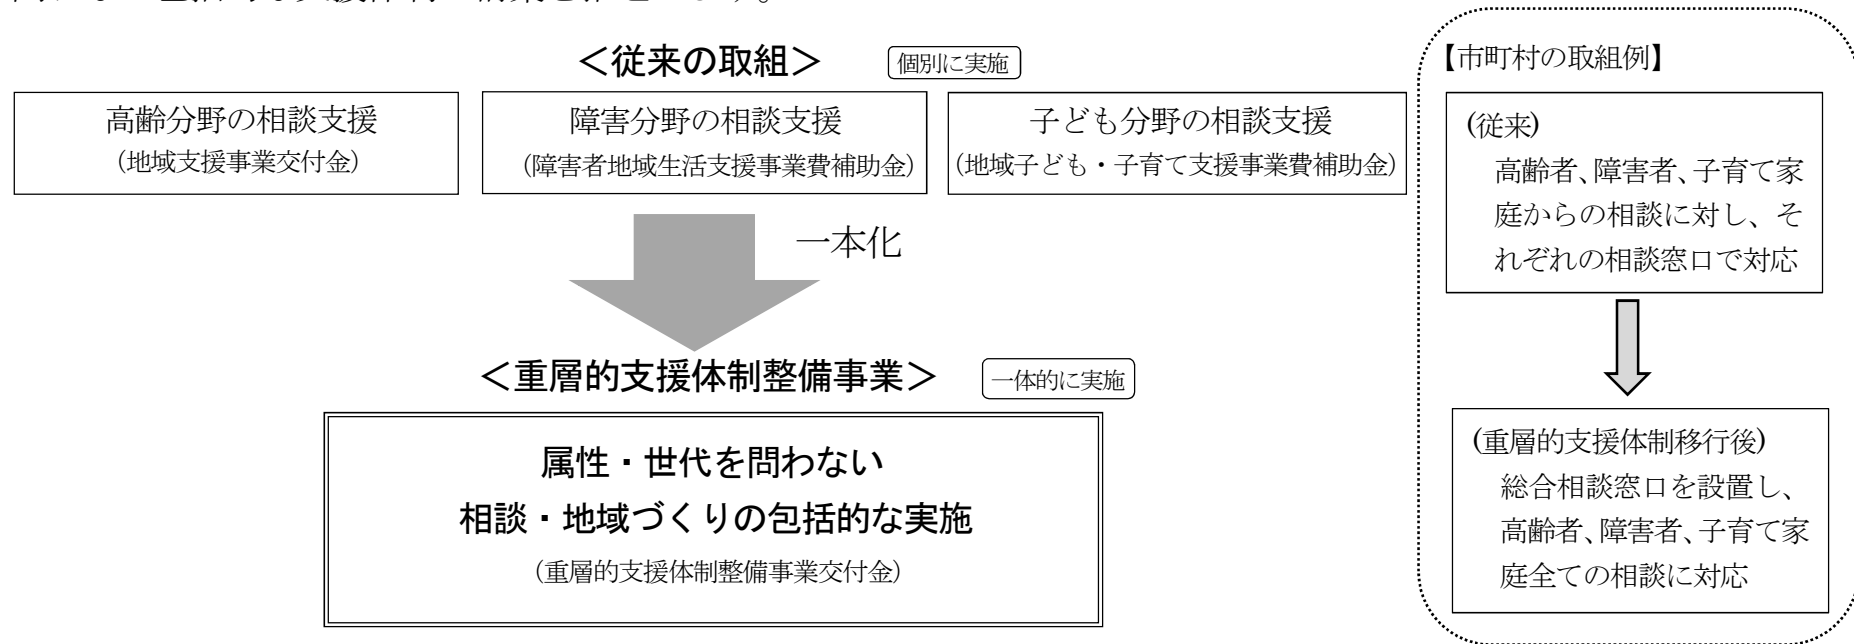 ＜従来の取組＞
個別に実施
高齢分野の相談支援
（地域支援事業交付金）
障害分野の相談支援
（障害者地域生活支援事業費補助金）
子ども分野の相談支援
（地域子ども・子育て支援事業費補助金）
一本化
＜重層的支援体制整備事業＞
一体的に実施
属性・世代を問わない
相談・地域づくりの包括的な実施
（重層的支援体制整備事業交付金）
【市町村の取組例】
(従来)
高齢者、障害者、子育て家
庭からの相談に対し、そ
れぞれの相談窓口で対応
(重層的支援体制移行後)
総合相談窓口を設置し、
高齢者、障害者、子育て家
庭全ての相談に対応